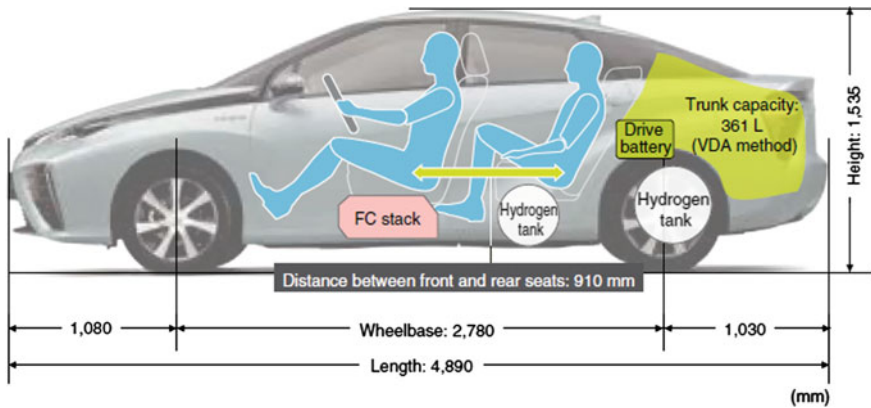 Trunk capacity:
361 L
(VDA method)
Drive
battery
Height: 1,535
Hydrogen
tank
Hydrogen
tank
FC stack
Distance between front and rear seats: 910 mm
1,080
Wheelbase: 2,780
1,030
Length: 4,890
(mm)